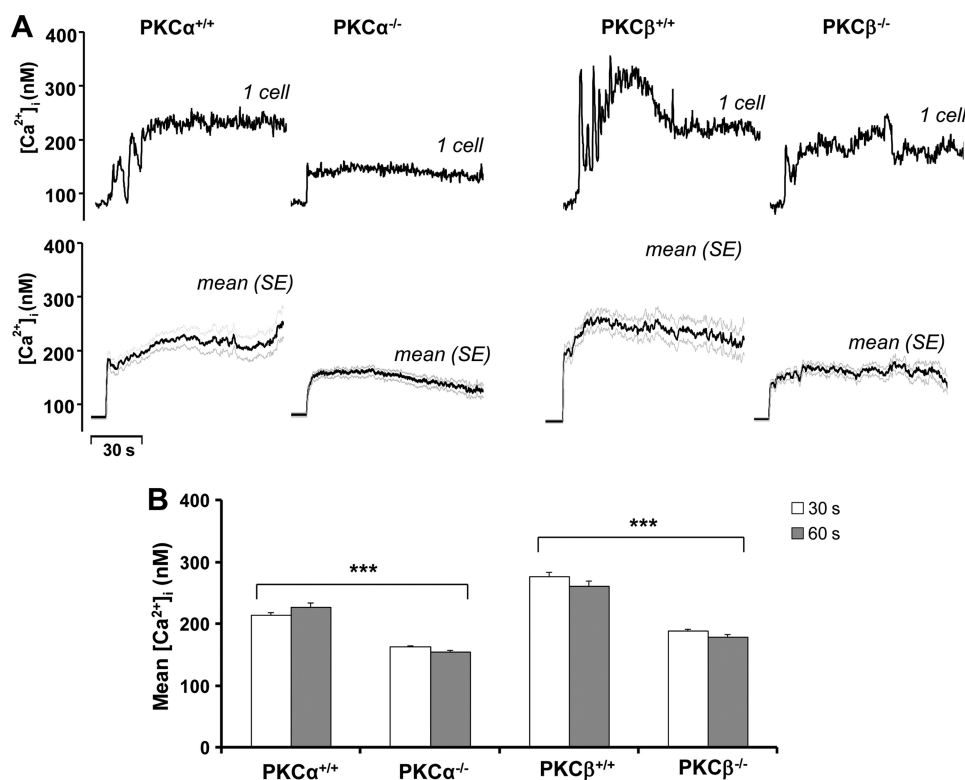 A
PKCα+/+ PKCα-/- PKCβ+/+ PKCβ-/-
[Ca2+]i (nM)
400
300
200
100
1 cell
1 cell
1 cell
1 cell
[Ca2+]i (nM)
400
300
200
100
mean (SE)
mean (SE)
mean (SE)
mean (SE)
30 s
B
Mean [Ca2+]i (nM)
400
300
200
100
0
***
***
30 s
60 s
PKCα+/+ PKCα-/- PKCβ+/+ PKCβ-/-